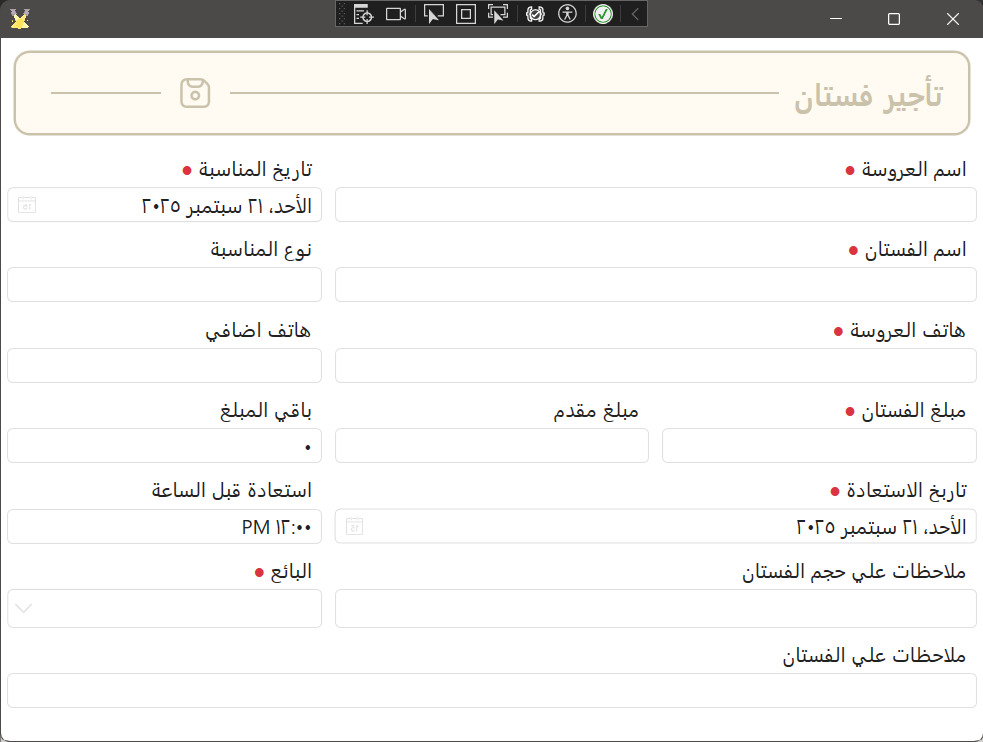 تأجير فستان
اسم العروسة
تاريخ المناسبة
الأحد، ٢١ سبتمبر ٢٠٢٥
15
اسم الفستان
نوع المناسبة
هاتف العروسة
هاتف اضافي
مبلغ الفستان
مبلغ مقدم
باقي المبلغ
٠
تاريخ الاستعادة
استعادة قبل الساعة
الأحد، ٢١ سبتمبر ٢٠٢٥
15
١٢:٠٠ PM
ملاحظات علي حجم الفستان
البائع
ملاحظات علي الفستان